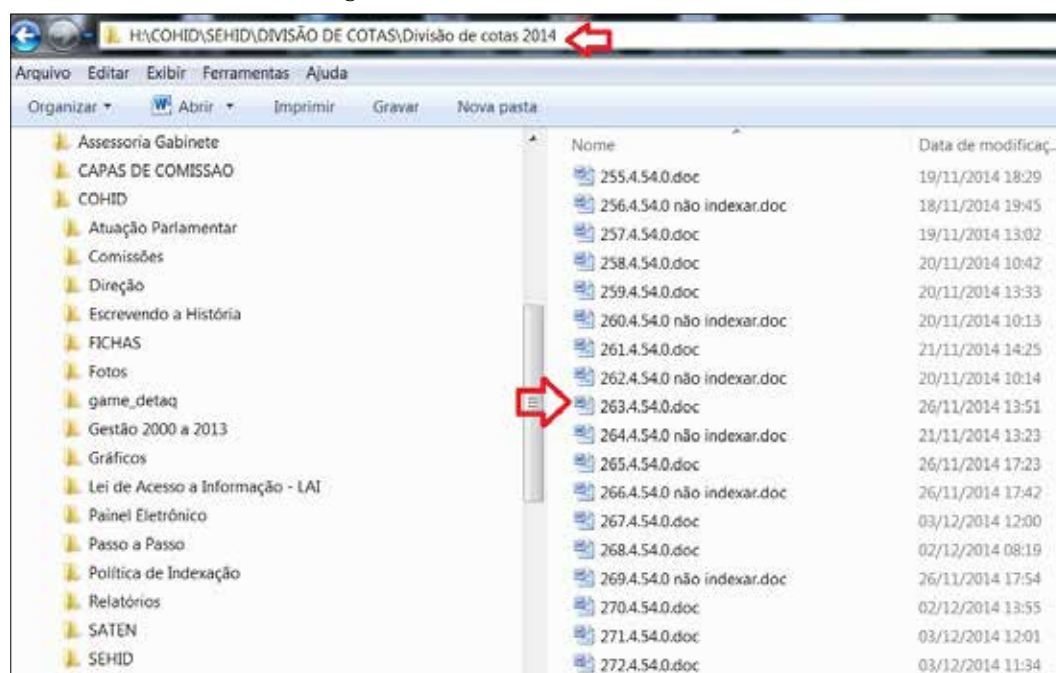 H:\COHID\SEHID\DIVISÃO DE COTAS\Divisão de cotas 2014
Arquivo Editar Exibir Ferramentas Ajuda
Organizar Abrir Imprimir Gravar Nova pasta
Assessoria Gabinete
CAPAS DE COMISSAO
COHID
Atuação Parlamentar
Comissões
Direção
Escrevendo a História
FICHAS
Fotos
game_detaq
Gestão 2000 a 2013
Gráficos
Lei de Acesso a Informação - LAI
Painel Eletrônico
Passo a Passo
Política de Indexação
Relatórios
SATEN
SEHID
Nome Data de modificaç...
255.4.54.0.doc 19/11/2014 18:29
256.4.54.0 não indexar.doc 18/11/2014 19:45
257.4.54.0.doc 19/11/2014 13:02
258.4.54.0.doc 20/11/2014 10:42
259.4.54.0.doc 20/11/2014 13:33
260.4.54.0 não indexar.doc 20/11/2014 10:13
261.4.54.0.doc 21/11/2014 14:25
262.4.54.0 não indexar.doc 20/11/2014 10:14
263.4.54.0.doc 26/11/2014 13:51
264.4.54.0 não indexar.doc 21/11/2014 13:23
265.4.54.0.doc 26/11/2014 17:23
266.4.54.0 não indexar.doc 26/11/2014 17:42
267.4.54.0.doc 03/12/2014 12:00
268.4.54.0.doc 02/12/2014 08:19
269.4.54.0 não indexar.doc 26/11/2014 17:54
270.4.54.0.doc 02/12/2014 13:55
271.4.54.0.doc 03/12/2014 12:01
272.4.54.0.doc 03/12/2014 11:34